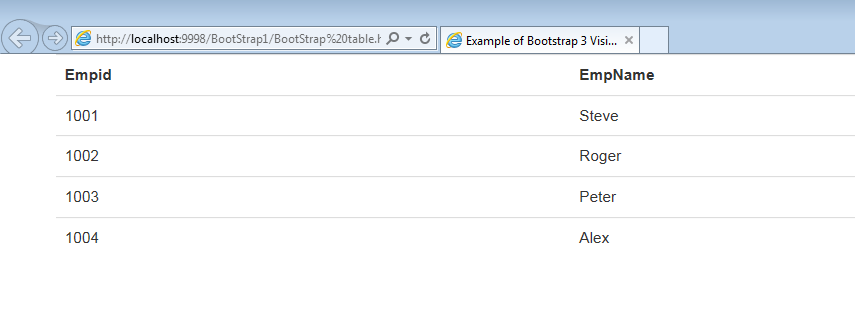 http://localhost:9998/BootStrap1/BootStrap%20table.h
Example of Bootstrap 3 Visi...
Empid EmpName
1001 Steve
1002 Roger
1003 Peter
1004 Alex